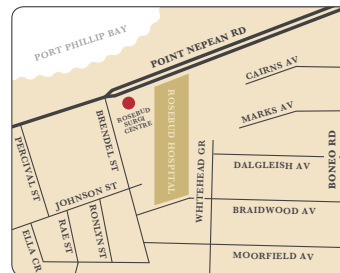 PORT PHILLIP BAY
POINT NEPEAN RD
CAIRNS AV
MARKS AV
ROSEBUD
SURGI
CENTRE
ROSEBUD HOSPITAL
BRENDEL ST
PERCIVAL ST
WHITEHEAD GR
BONEO RD
DALGLEISH AV
JOHNSON ST
BRAIDWOOD AV
ELLA CR
RAE ST
RONLYN ST
MOORFIELD AV